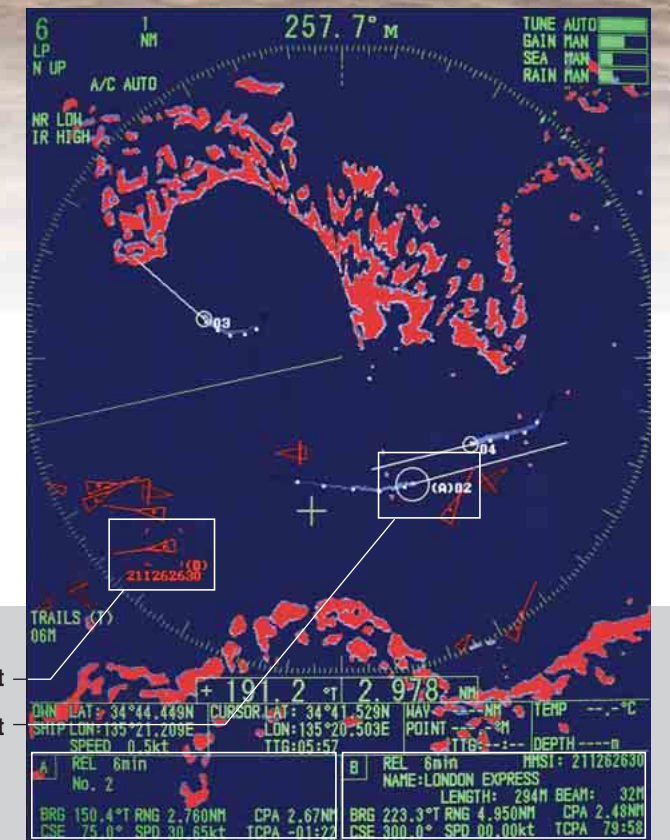 6
LP
N UP
1
NM
257.7° M
A/C AUTO
TUNE AUTO
GAIN MAN
SEA MAN
RAIN MAN
NR LOW
IR HIGH
03
04
(A)02
(B)
211262630
TRAILS (T)
06M
t
t
+ 191.2 °T 2.978 NM
OWN SHIP
LAT: 34°44.449N
LON:135°21.209E
SPEED 0.5kt
CURSOR LAT: 34°41.529N
LON:135°20.503E
TTG:05:57
WAY POINT
----NM
---- °M
TTG --:--
TEMP --.-°C
DEPTH ----m
A REL 6min
No. 2
BRG 150.4°T RNG 2.760NM CPA 2.67NM
CSE 75.0° SPD 30.65kt TCPA -01:22
B REL 6min MMSI: 211262630
NAME:LONDON EXPRESS
LENGTH: 294M BEAM: 32M
BRG 223.3°T RNG 4.950NM CPA 2.48NM
CSE 300.0° SPD 00.00kt TCPA 79:58